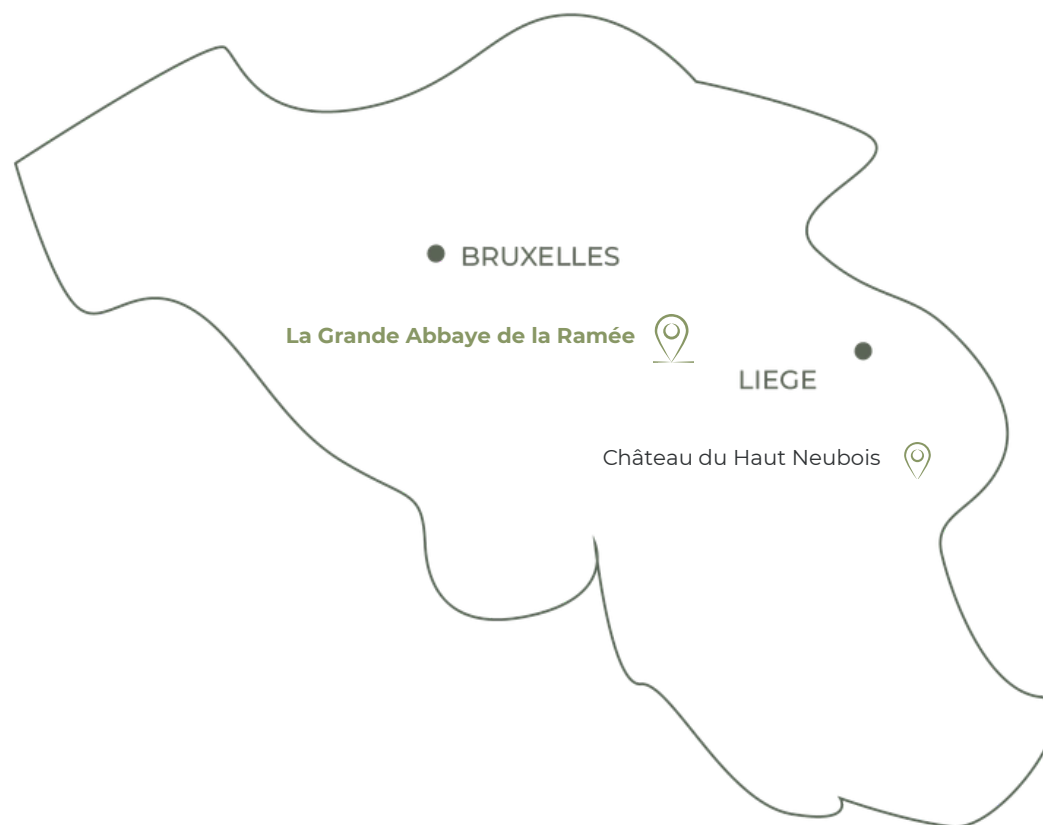 BRUXELLES
La Grande Abbaye de la Ramée
LIEGE
Château du Haut Neubois